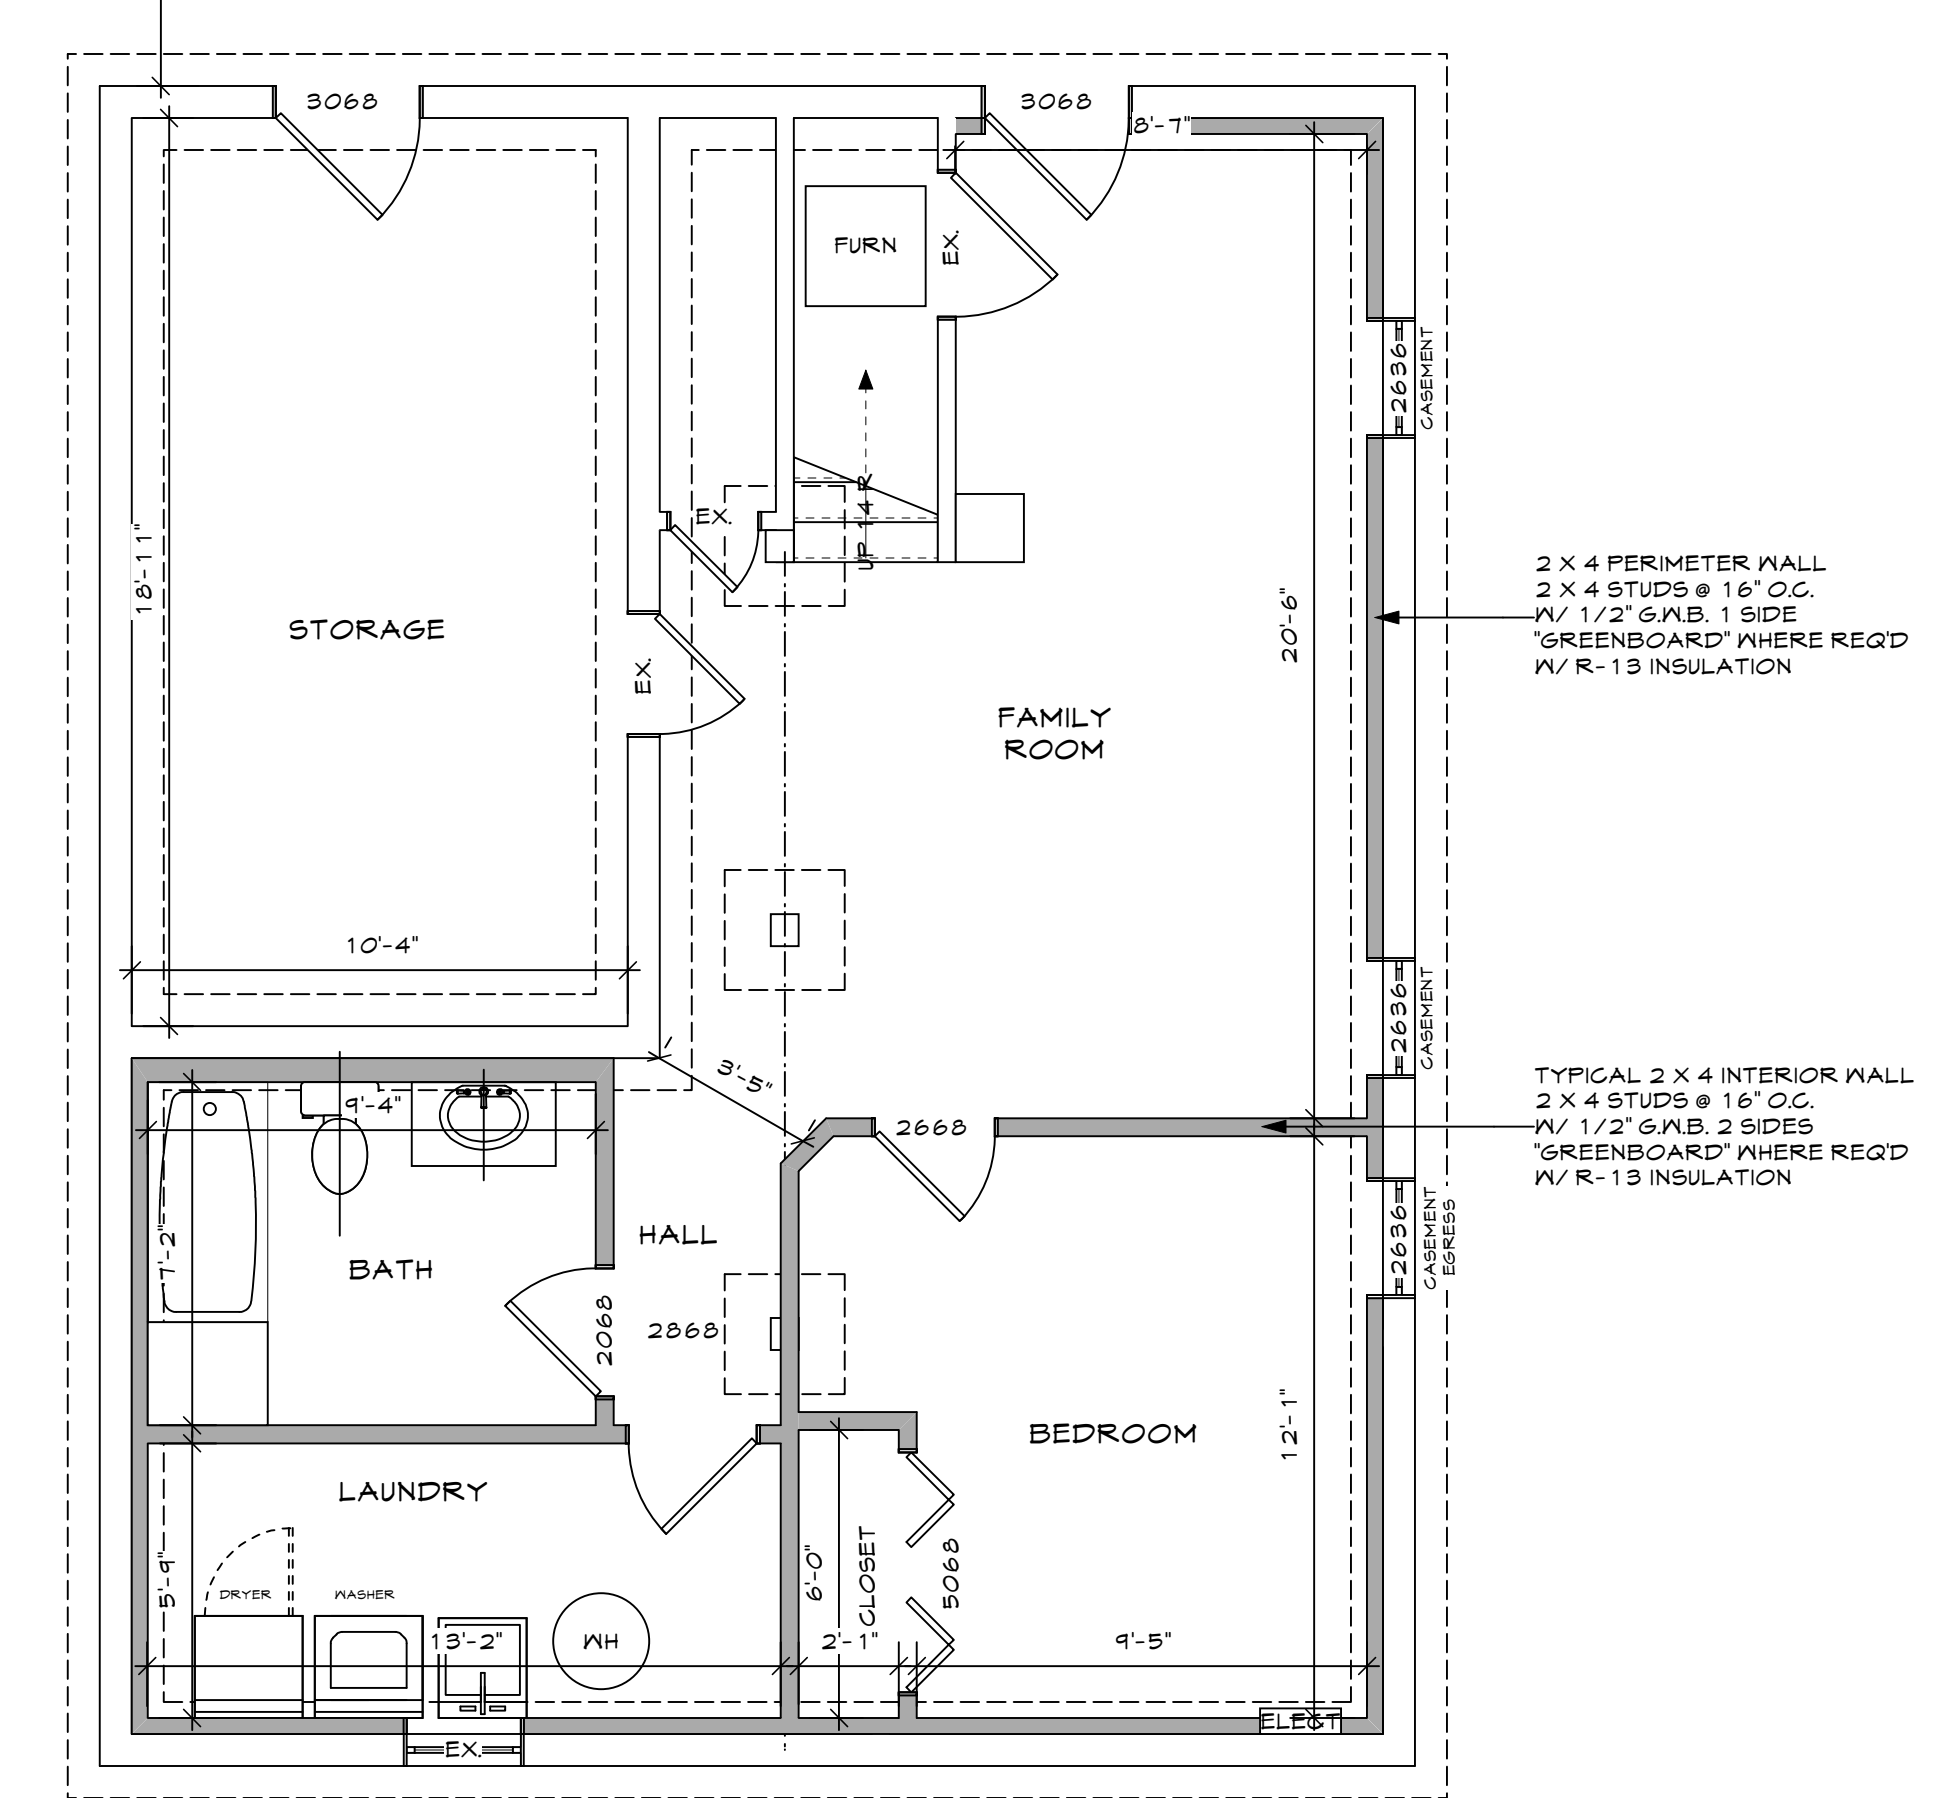 3068
3068
8'-7"
FURN
EX.
2636
CASEMENT
UP 14 R
EX.
18'-11"
STORAGE
EX.
20'-6"
2 X 4 PERIMETER WALL
2 X 4 STUDS @ 16" O.C.
W/ 1/2" G.W.B. 1 SIDE
"GREENBOARD" WHERE REQ'D
W/ R-13 INSULATION
FAMILY
ROOM
10'-4"
2636
CASEMENT
3'-5"
9'-4"
2668
TYPICAL 2 X 4 INTERIOR WALL
2 X 4 STUDS @ 16" O.C.
W/ 1/2" G.W.B. 2 SIDES
"GREENBOARD" WHERE REQ'D
W/ R-13 INSULATION
7'-2"
BATH
HALL
2636
CASEMENT
EGRESS
2068
2868
BEDROOM
12'-1"
LAUNDRY
5'-9"
DRYER
WASHER
13'-2"
WH
6'-0"
CLOSET
5068
2'-1"
9'-5"
ELECT
EX.